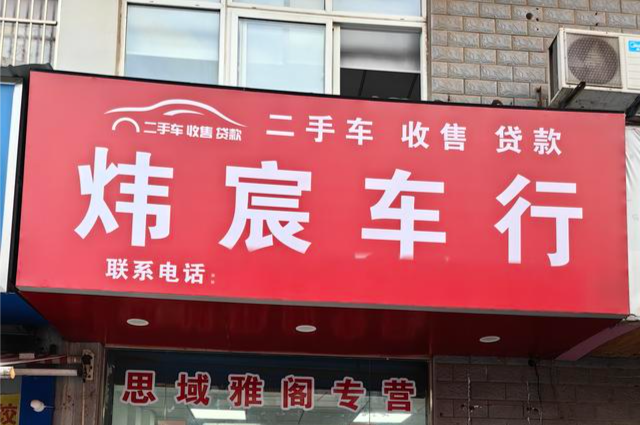 二手车 收售 贷款
二手车 收售 贷款
炜宸车行
联系电话:
思域雅阁专营